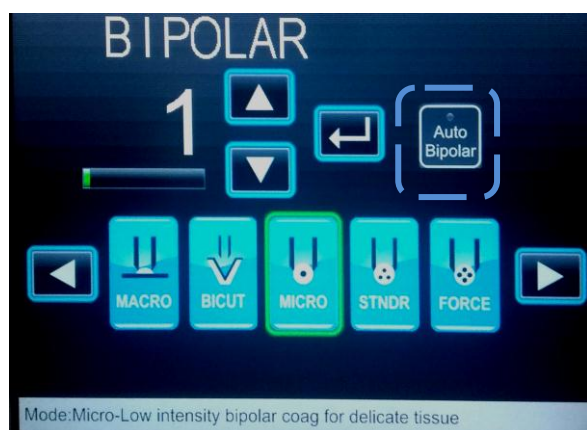 BIPOLAR
1
Auto
Bipolar
MACRO
BICUT
MICRO
STNDR
FORCE
Mode:Micro-Low intensity bipolar coag for delicate tissue